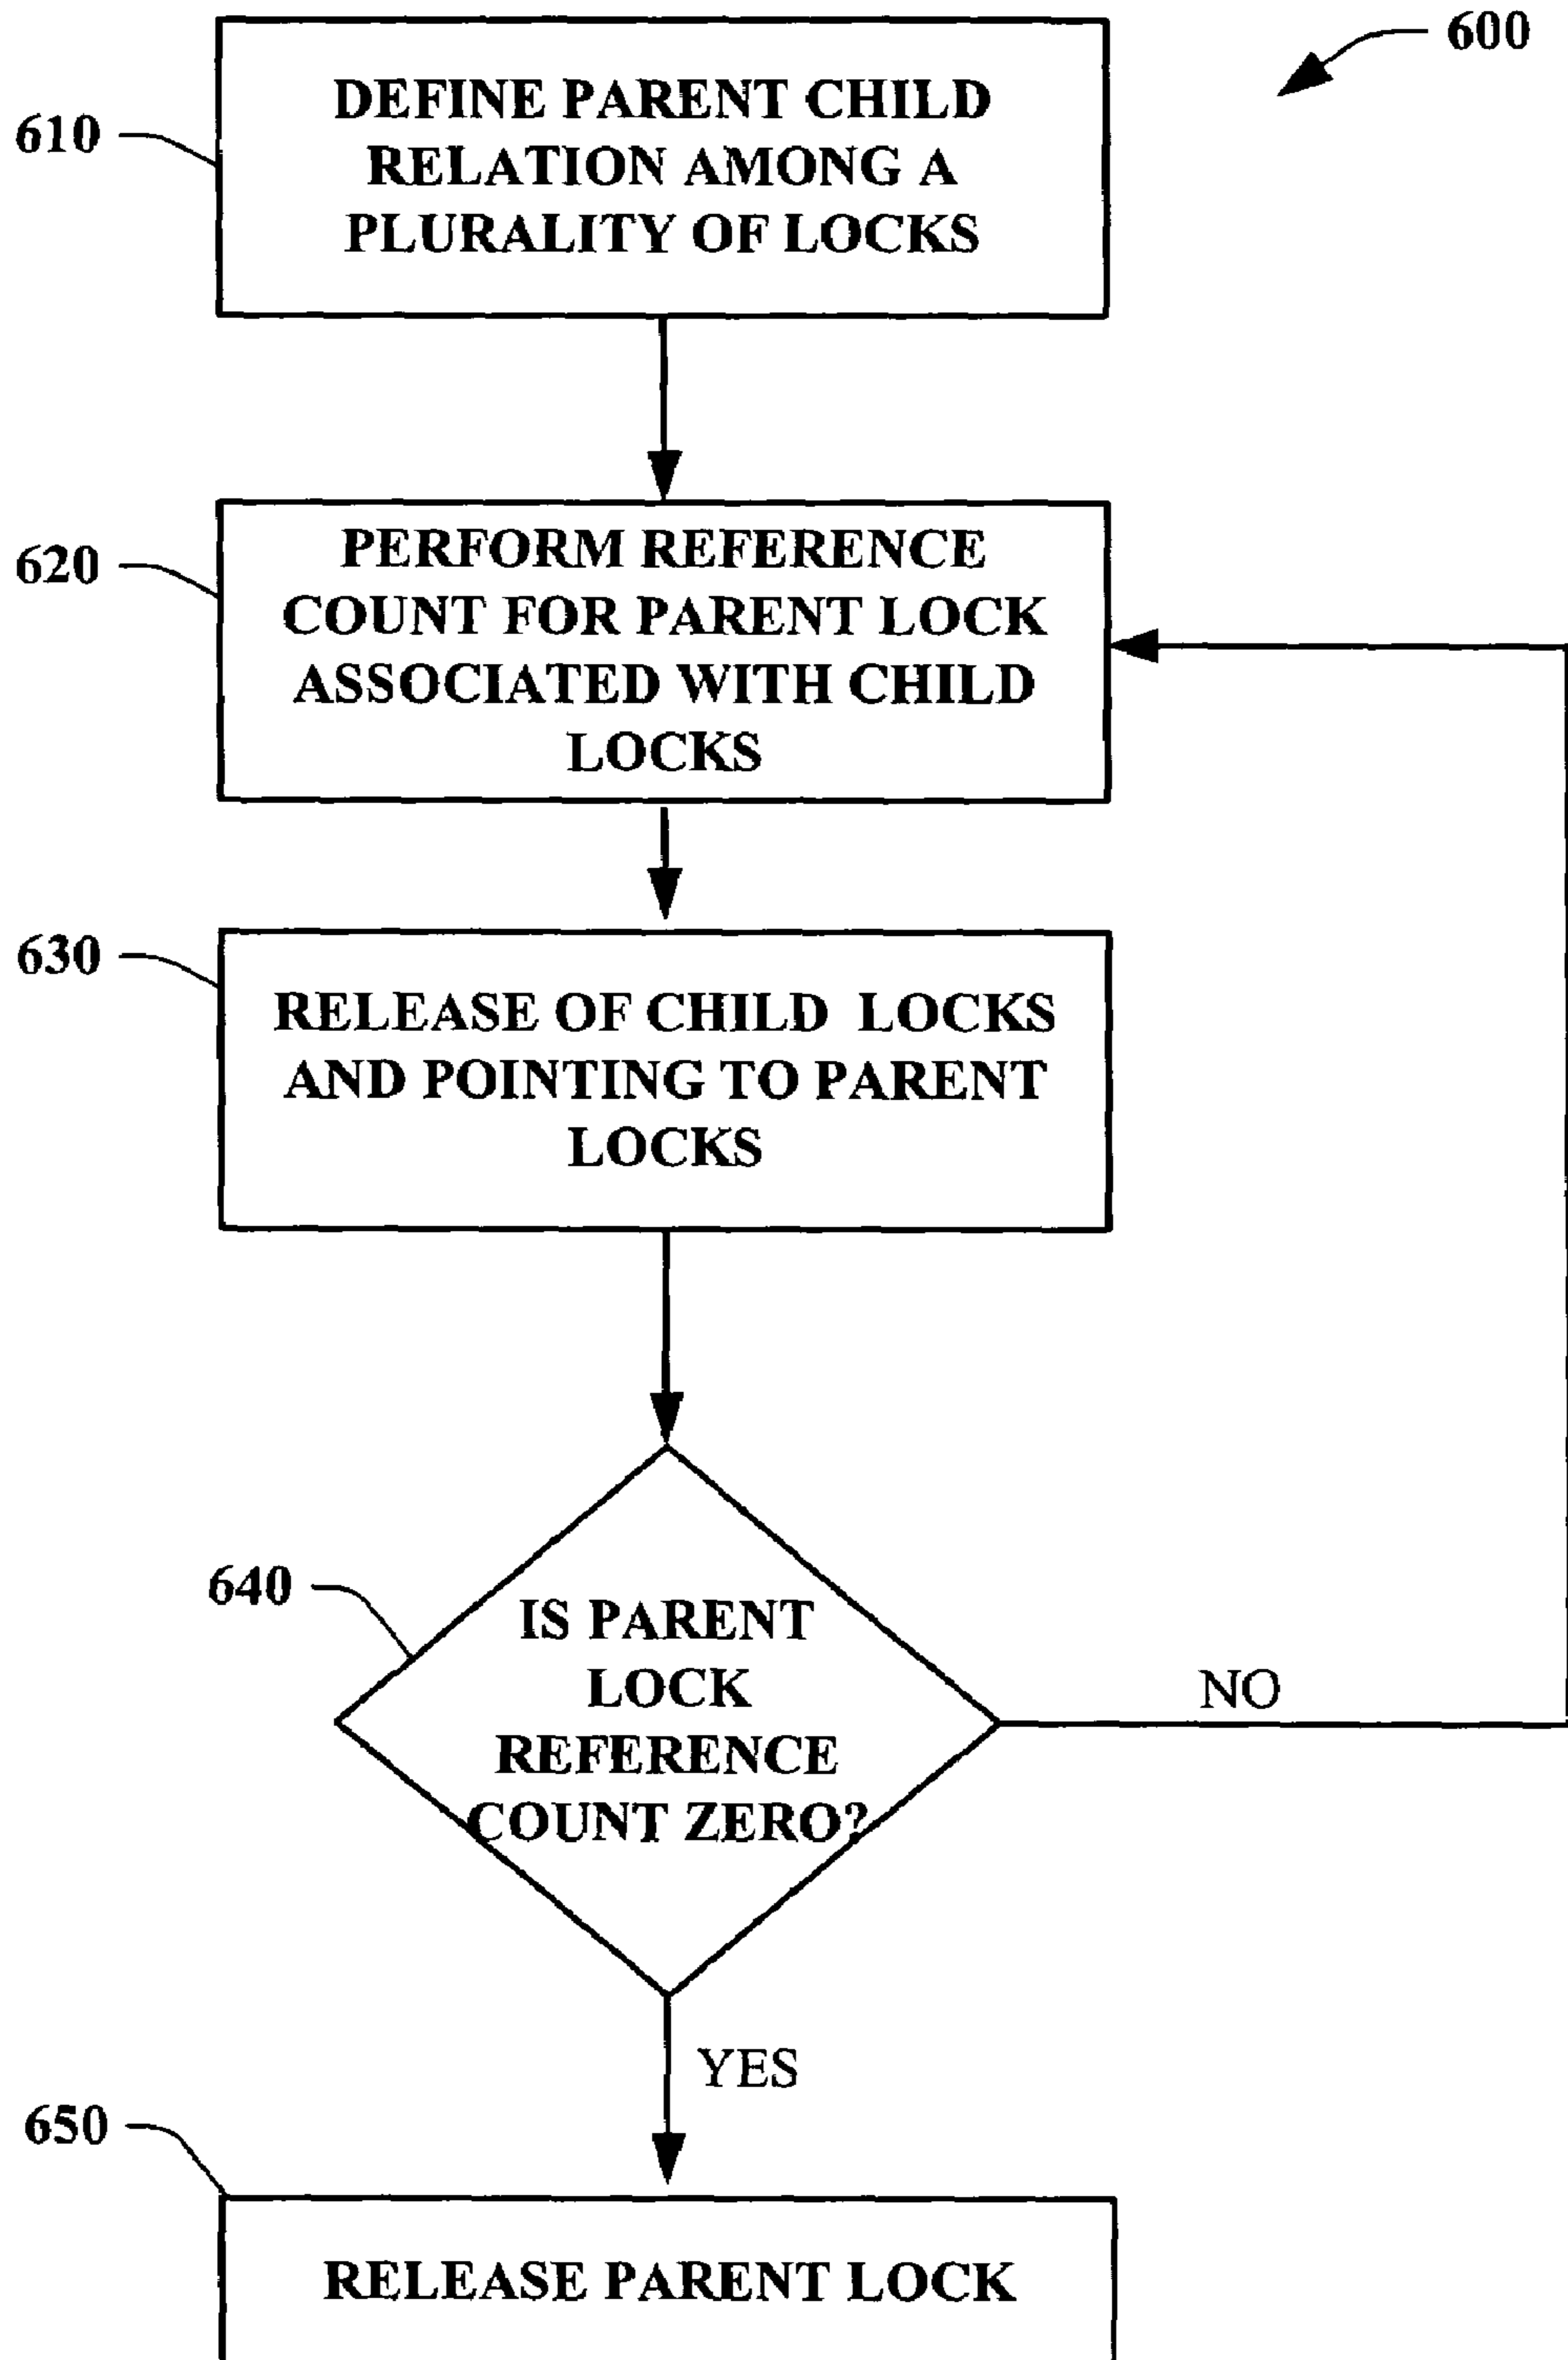 600
610
DEFINE PARENT CHILD
RELATION AMONG A
PLURALITY OF LOCKS
620
PERFORM REFERENCE
COUNT FOR PARENT LOCK
ASSOCIATED WITH CHILD
LOCKS
630
RELEASE OF CHILD LOCKS
AND POINTING TO PARENT
LOCKS
640
IS PARENT
LOCK
REFERENCE
COUNT ZERO?
NO
YES
650
RELEASE PARENT LOCK